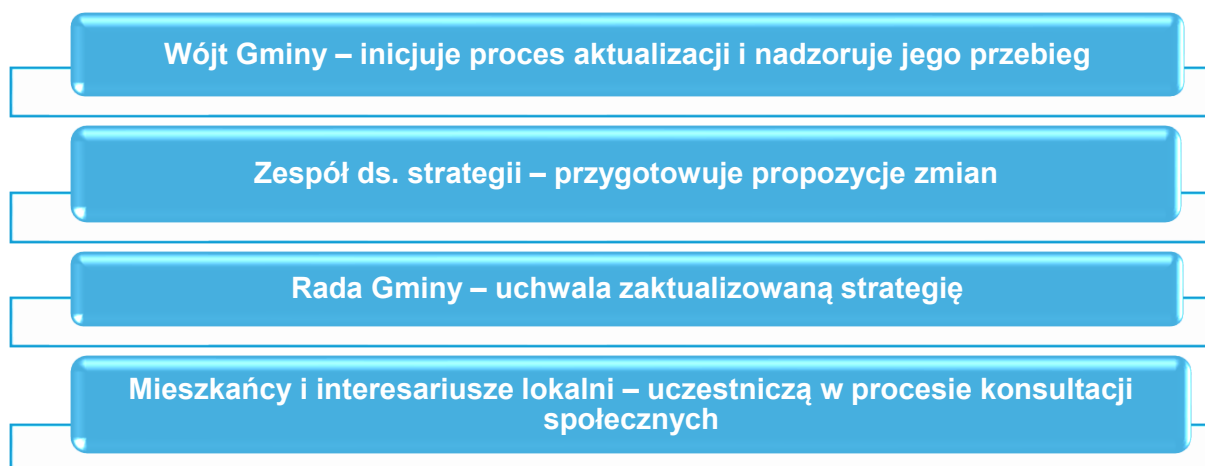 Wójt Gminy – inicjuje proces aktualizacji i nadzoruje jego przebieg
Zespół ds. strategii – przygotowuje propozycje zmian
Rada Gminy – uchwala zaktualizowaną strategię
Mieszkańcy i interesariusze lokalni – uczestniczą w procesie konsultacji
społecznych